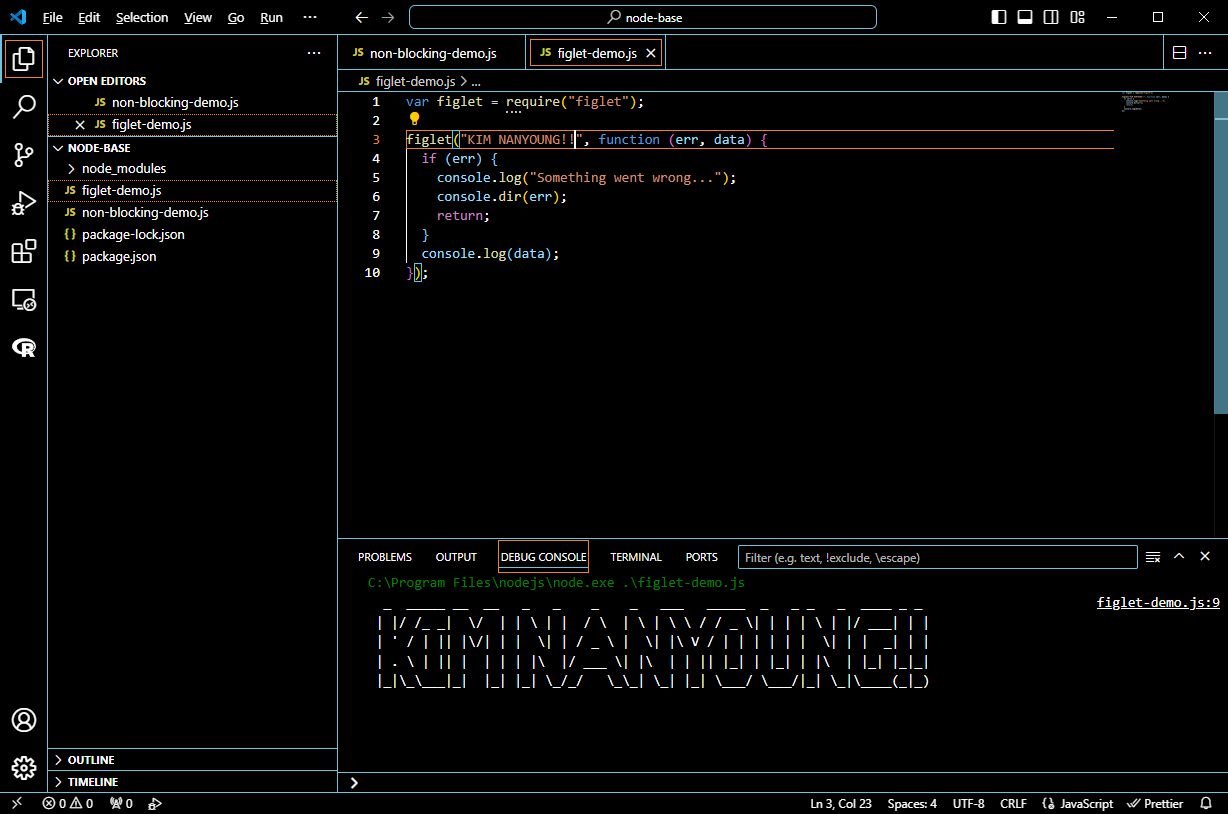 File Edit Selection View Go Run ··· node-base
EXPLORER ···
OPEN EDITORS
JS non-blocking-demo.js
JS figlet-demo.js
NODE-BASE
node_modules
JS figlet-demo.js
JS non-blocking-demo.js
{} package-lock.json
{} package.json
OUTLINE
TIMELINE
JS non-blocking-demo.js JS figlet-demo.js ···
JS figlet-demo.js > ...
1 var figlet = require("figlet");
2
3 figlet("KIM NANYOUNG!!", function (err, data) {
4 if (err) {
5 console.log("Something went wrong...");
6 console.dir(err);
7 return;
8 }
9 console.log(data);
10 });
PROBLEMS OUTPUT DEBUG CONSOLE TERMINAL PORTS Filter (e.g. text, !exclude, \escape)
C:\Program Files\nodejs\node.exe .\figlet-demo.js
figlet-demo.js:9
KIM NANYOUNG!!
>
0 0 0 Ln 3, Col 23 Spaces: 4 UTF-8 CRLF {} JavaScript Prettier